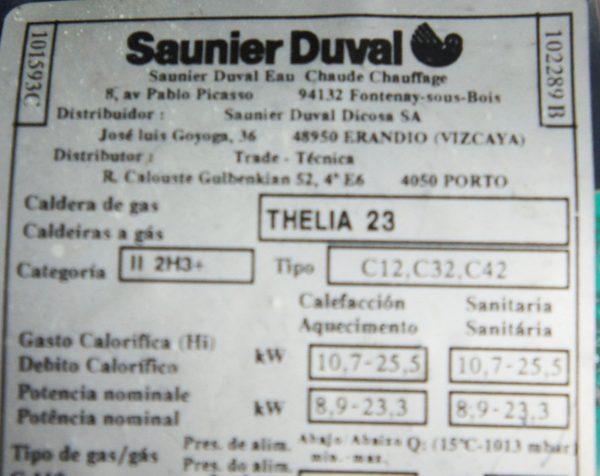 Saunier Duval
101593C
102289 B
Saunier Duval Eau Chaude Chauffage
8, av Pablo Picasso 94132 Fontenay-sous-Bois
Distribuidor : Saunier Duval Dicosa SA
José luis Goyoga, 36 48950 ERANDIO (VIZCAYA)
Distributor : Trade - Técnica
R. Calouste Gulbenkian 52, 4º E6 4050 PORTO
Caldera de gas
Caldeiras a gás
THELIA 23
Categoria II 2H3+ Tipo C12,C32,C42
Calefacción Sanitaria
Aquecimento Sanitária
Gasto Calorifica (Hi)
Debito Calorífico kW 10,7-25,5 10,7-25,5
Potencia nominale
Potência nominal kW 8,9-23,3 8,9-23,3
Tipo de gas/gás Pres. de alim. Abajo/Abaixo Q: (15ºC-1013 mbar)
Pres. do alim. min.-max.